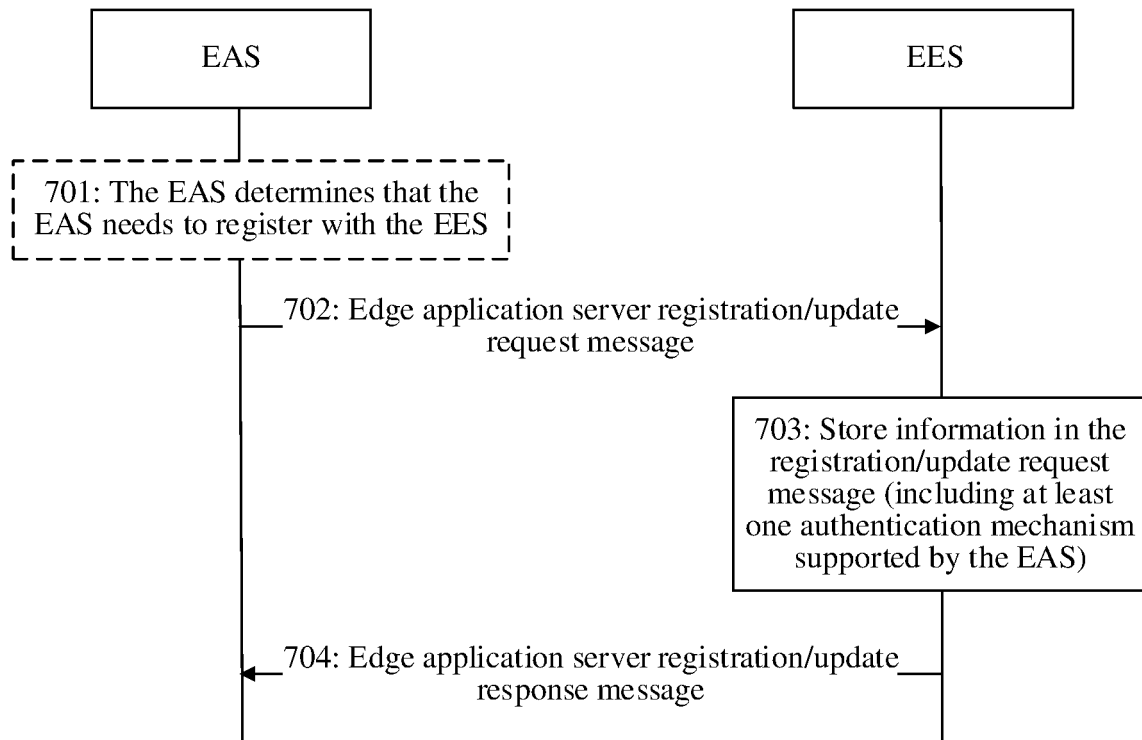 EAS
EES
701: The EAS determines that the
EAS needs to register with the EES
702: Edge application server registration/update
request message
703: Store information in the
registration/update request
message (including at least
one authentication mechanism
supported by the EAS)
704: Edge application server registration/update
response message